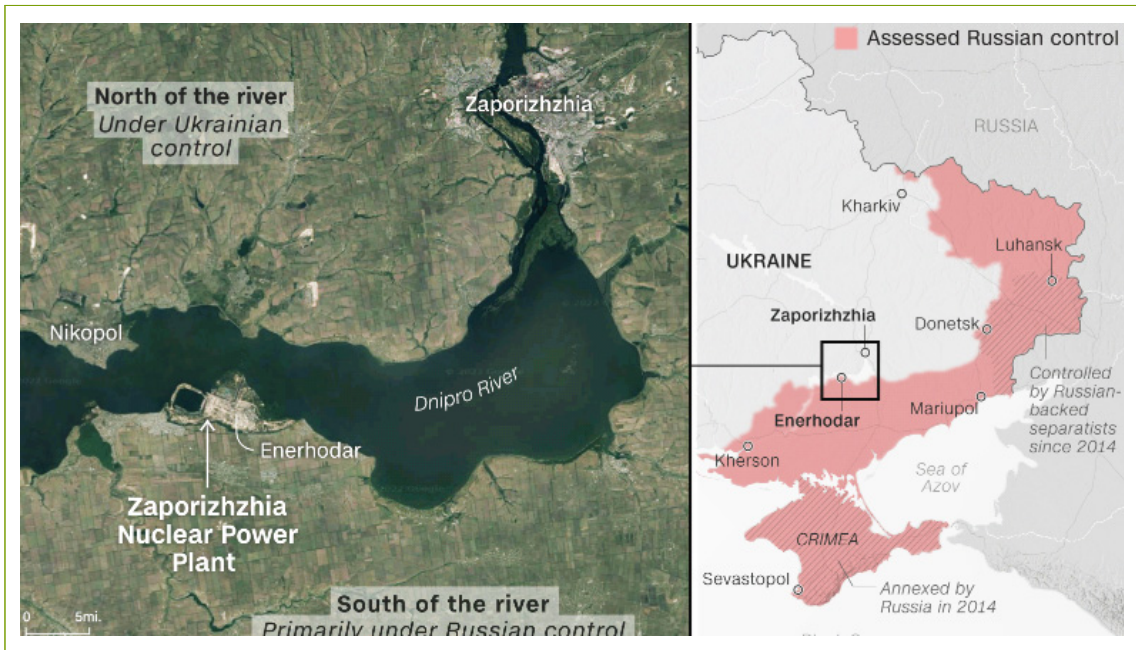 North of the river
Under Ukrainian
control
Zaporizhzhia
Nikopol
Dnipro River
Enerhodar
Zaporizhzhia
Nuclear Power
Plant
South of the river
Primarily under Russian control
0 5mi.
Assessed Russian control
RUSSIA
Kharkiv
Luhansk
UKRAINE
Zaporizhzhia
Donetsk
Controlled
by Russian-
backed
separatists
since 2014
Mariupol
Enerhodar
Kherson
Sea of
Azov
CRIMEA
Sevastopol
Annexed by
Russia in 2014